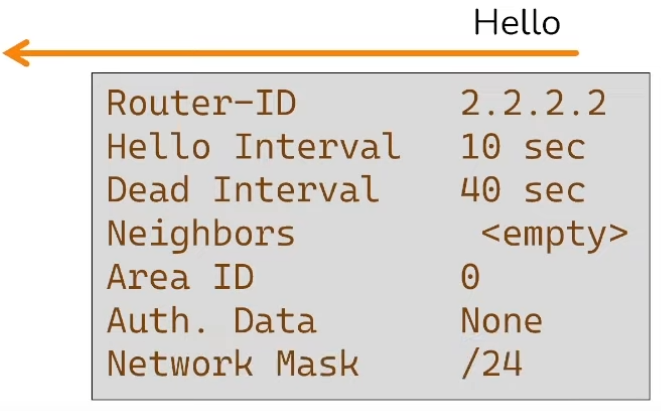 Hello
Router-ID 2.2.2.2
Hello Interval 10 sec
Dead Interval 40 sec
Neighbors <empty>
Area ID 0
Auth. Data None
Network Mask /24